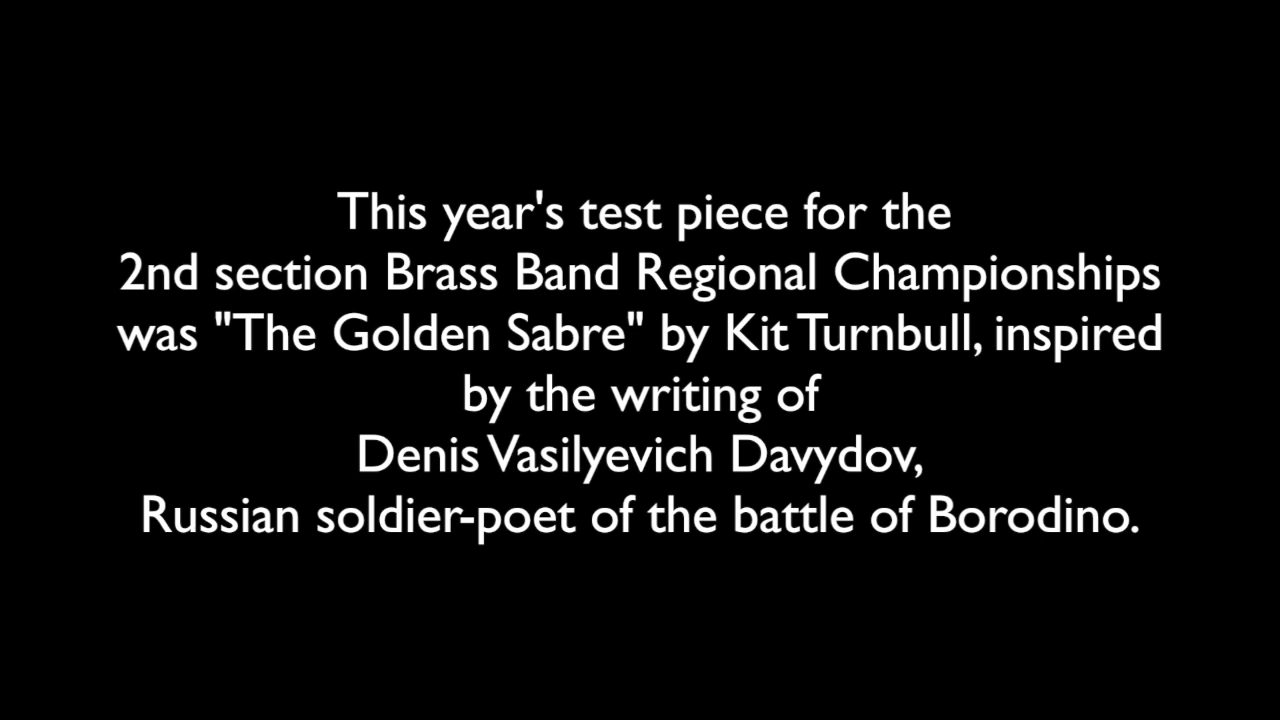 This year's test piece for the
2nd section Brass Band Regional Championships
was "The Golden Sabre" by Kit Turnbull, inspired
by the writing of
Denis Vasilyevich Davydov,
Russian soldier-poet of the battle of Borodino.